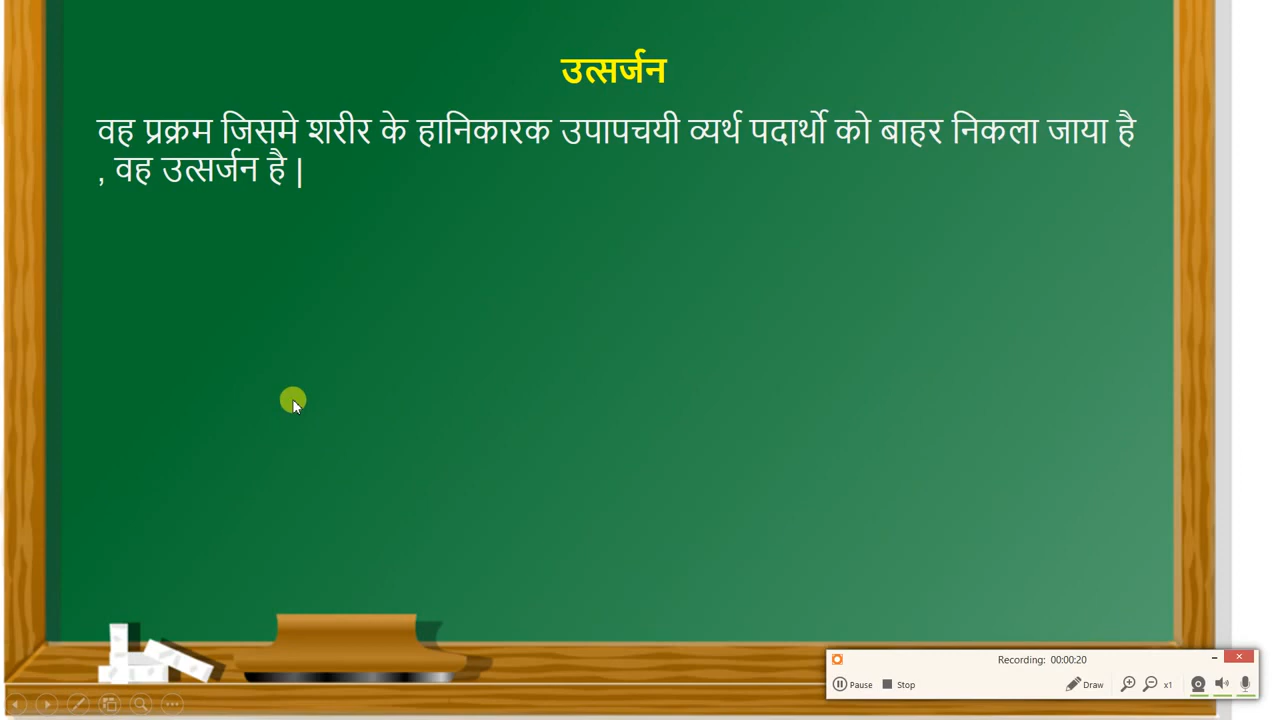 उत्सर्जन
वह प्रक्रम जिसमे शरीर के हानिकारक उपापचयी व्यर्थ पदार्थो को बाहर निकला जाया है
, वह उत्सर्जन है |
Recording: 00:00:20
Pause Stop Draw x1